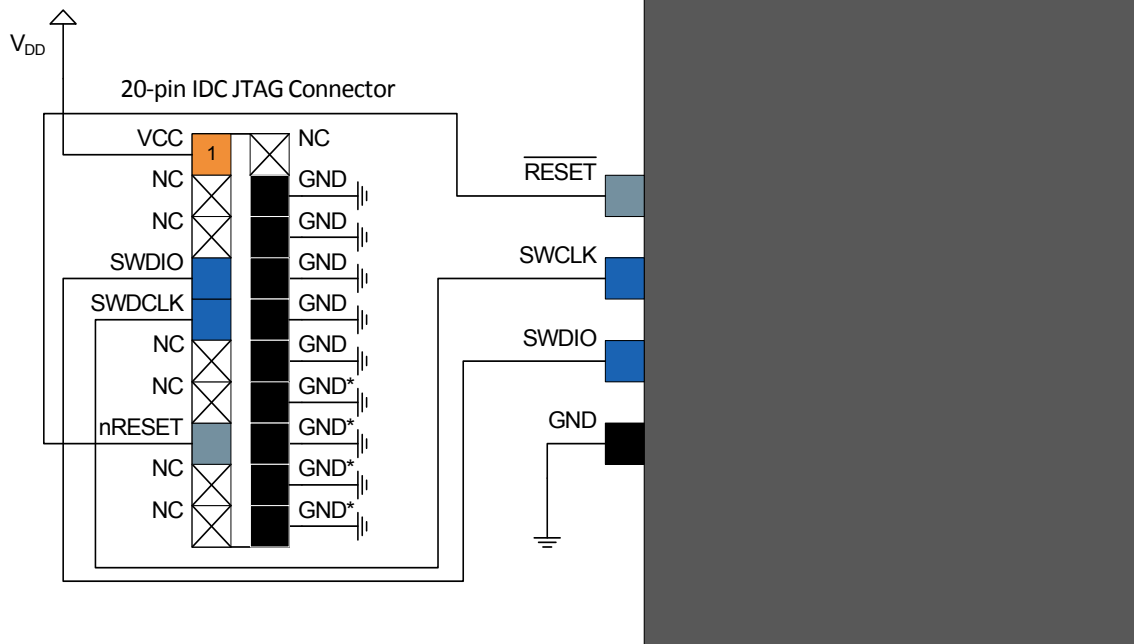 VDD
20-pin IDC JTAG Connector
VCC
1
NC
NC
GND
NC
GND
SWDIO
GND
SWDCLK
GND
NC
GND
NC
GND*
nRESET
GND*
NC
GND*
NC
GND*
RESET
SWCLK
SWDIO
GND